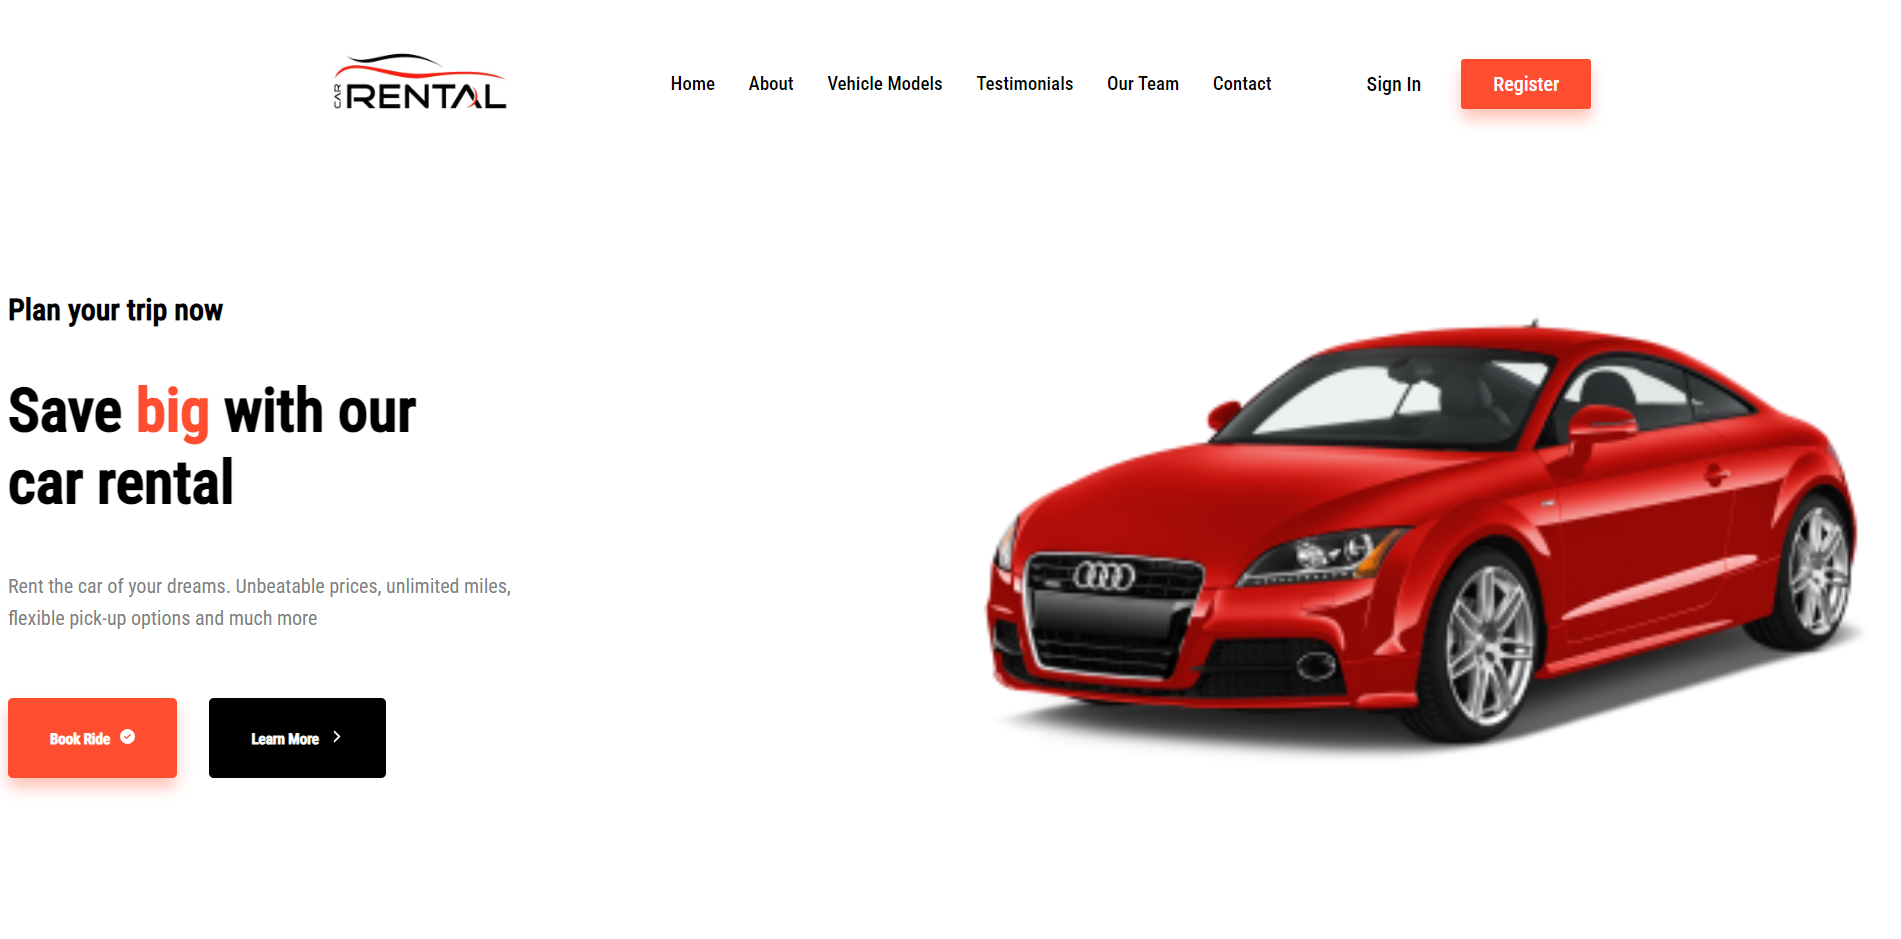 CAR RENTAL
Home About Vehicle Models Testimonials Our Team Contact Sign In Register
Plan your trip now
Save big with our
car rental
Rent the car of your dreams. Unbeatable prices, unlimited miles,
flexible pick-up options and much more
Book Ride Learn More